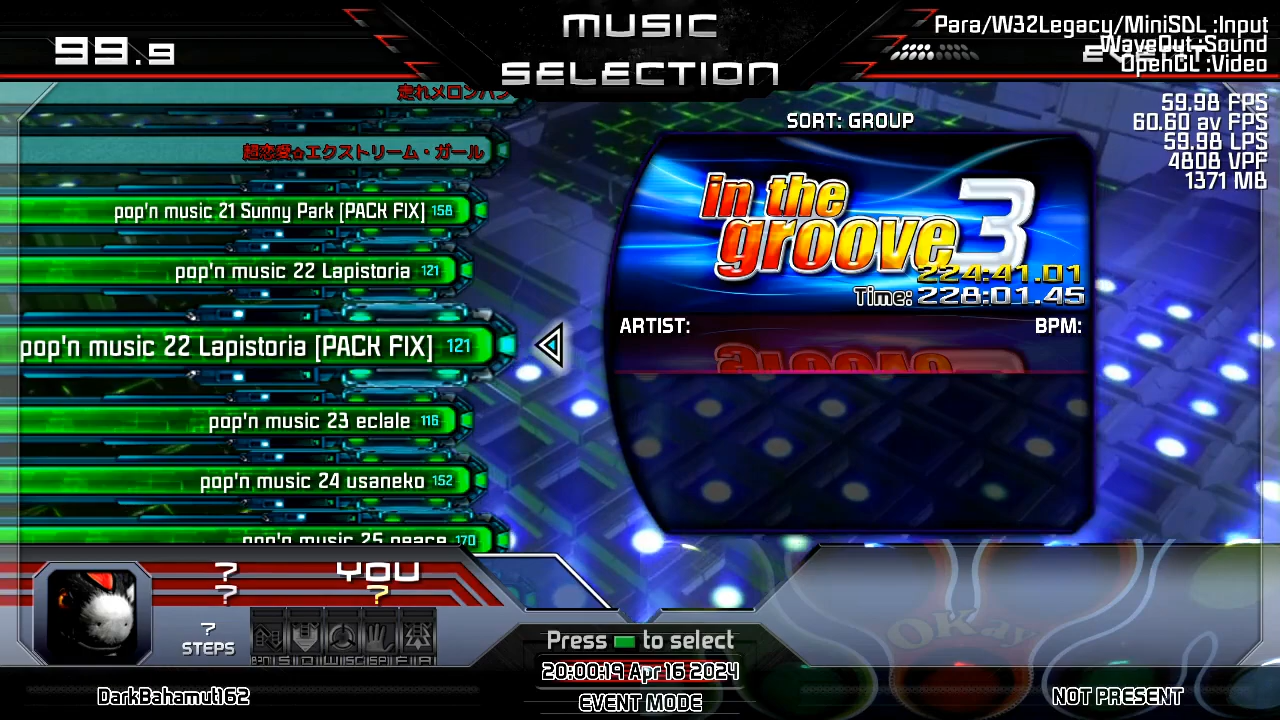 MUSIC
SELECTION
99.9
Para/W32Legacy/MiniSDL :Input
WaveOut :Sound
OpenGL :Video
59.98 FPS
60.60 av FPS
59.98 LPS
4808 VPF
1371 MB
走れメロンパン
超恋愛☆エクストリーム・ガール
pop'n music 21 Sunny Park [PACK FIX] 158
pop'n music 22 Lapistoria 121
pop'n music 22 Lapistoria [PACK FIX] 121
pop'n music 23 eclale 116
pop'n music 24 usaneko 152
pop'n music 25 peace 170
SORT: GROUP
in the
groove 3
224:41.01
Time: 228:01.45
ARTIST:
BPM:
?
?
YOU
?
?
STEPS
Press to select
20:00:19 Apr 16 2024
EVENT MODE
DarkBahamut162
NOT PRESENT
OKay!